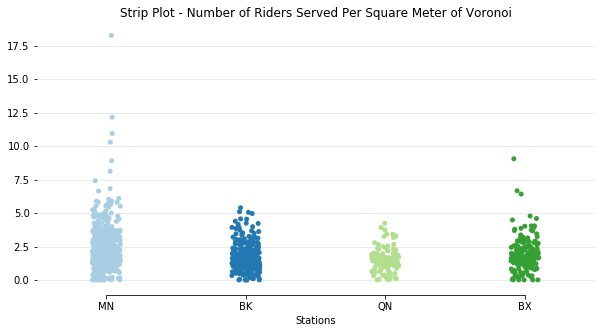 Strip Plot - Number of Riders Served Per Square Meter of Voronoi
17.5
15.0
12.5
10.0
7.5
5.0
2.5
0.0
MN BK QN BX
Stations